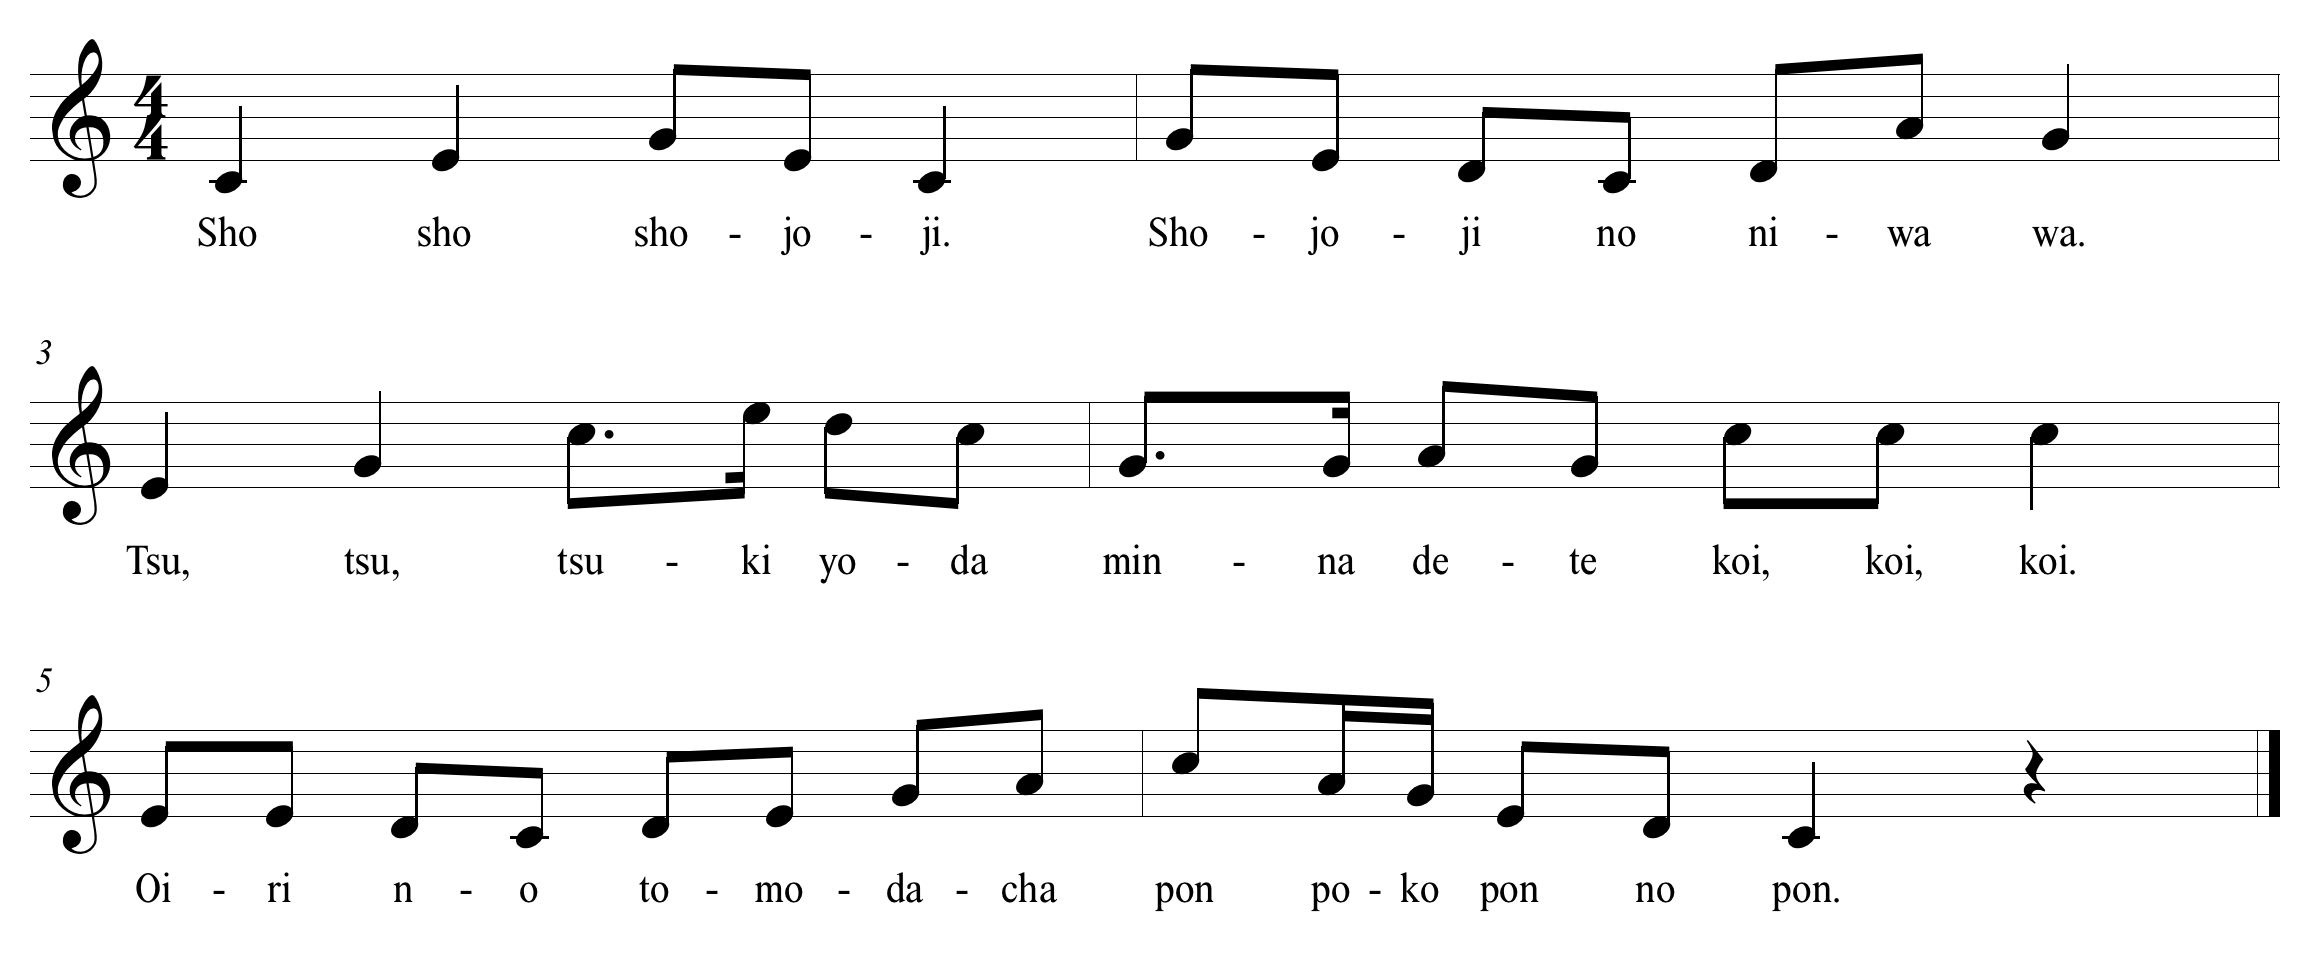 4
4
Sho sho sho - jo - ji. Sho - jo - ji no ni - wa wa.
3
Tsu, tsu, tsu - ki yo - da min - na de - te koi, koi, koi.
5
Oi - ri n - o to - mo - da - cha pon po - ko pon no pon.